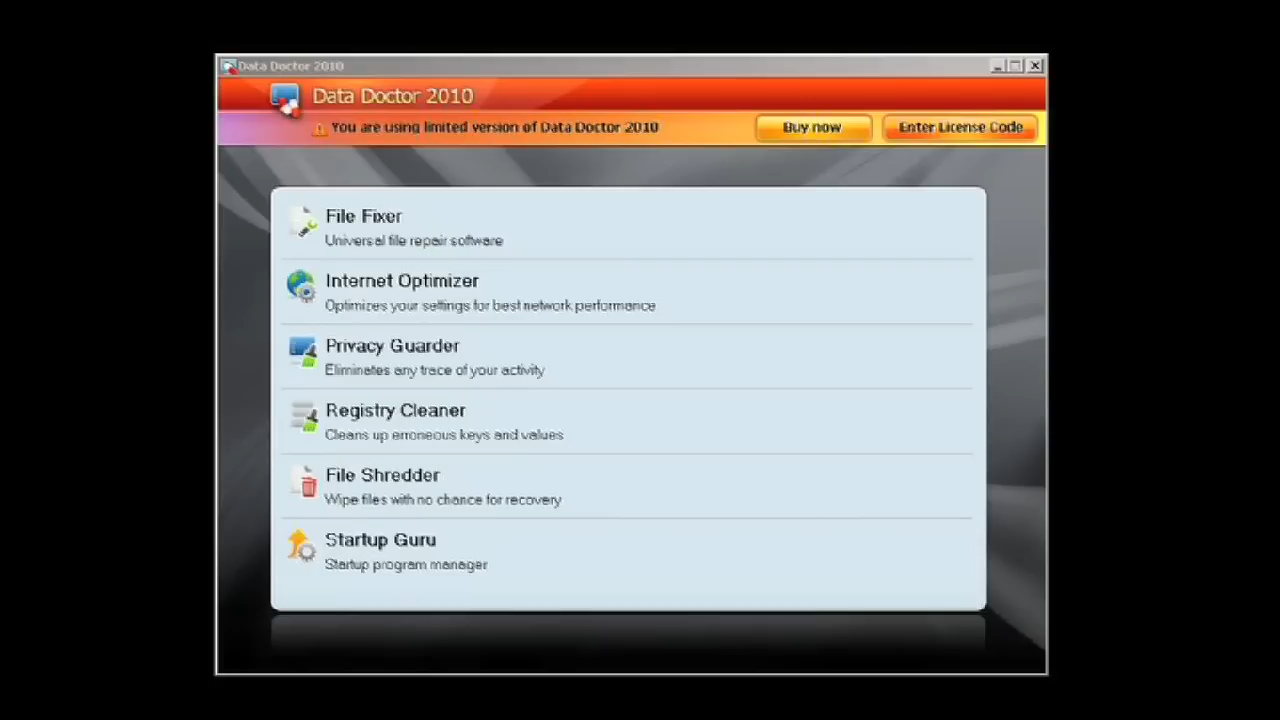 Data Doctor 2010
Data Doctor 2010
You are using limited version of Data Doctor 2010
Buy now
Enter License Code
File Fixer
Universal file repair software
Internet Optimizer
Optimizes your settings for best network performance
Privacy Guarder
Eliminates any trace of your activity
Registry Cleaner
Cleans up erroneous keys and values
File Shredder
Wipe files with no chance for recovery
Startup Guru
Startup program manager